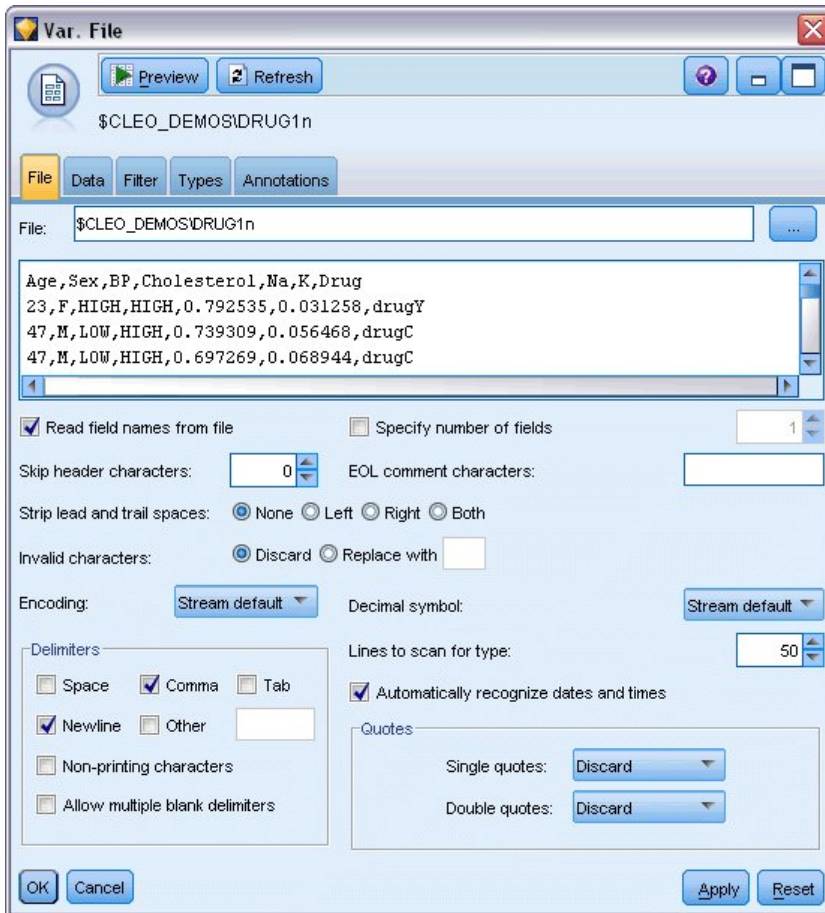 Var. File
Preview Refresh
$CLEO_DEMOS\DRUG1n
File Data Filter Types Annotations
File: $CLEO_DEMOS\DRUG1n ...
Age,Sex,BP,Cholesterol,Na,K,Drug
23,F,HIGH,HIGH,0.792535,0.031258,drugY
47,M,LOW,HIGH,0.739309,0.056468,drugC
47,M,LOW,HIGH,0.697269,0.068944,drugC
Read field names from file Specify number of fields 1
Skip header characters: 0 EOL comment characters:
Strip lead and trail spaces: None Left Right Both
Invalid characters: Discard Replace with
Encoding: Stream default Decimal symbol: Stream default
Delimiters Lines to scan for type: 50
Space Comma Tab Automatically recognize dates and times
Newline Other Quotes
Non-printing characters Single quotes: Discard
Allow multiple blank delimiters Double quotes: Discard
OK Cancel Apply Reset